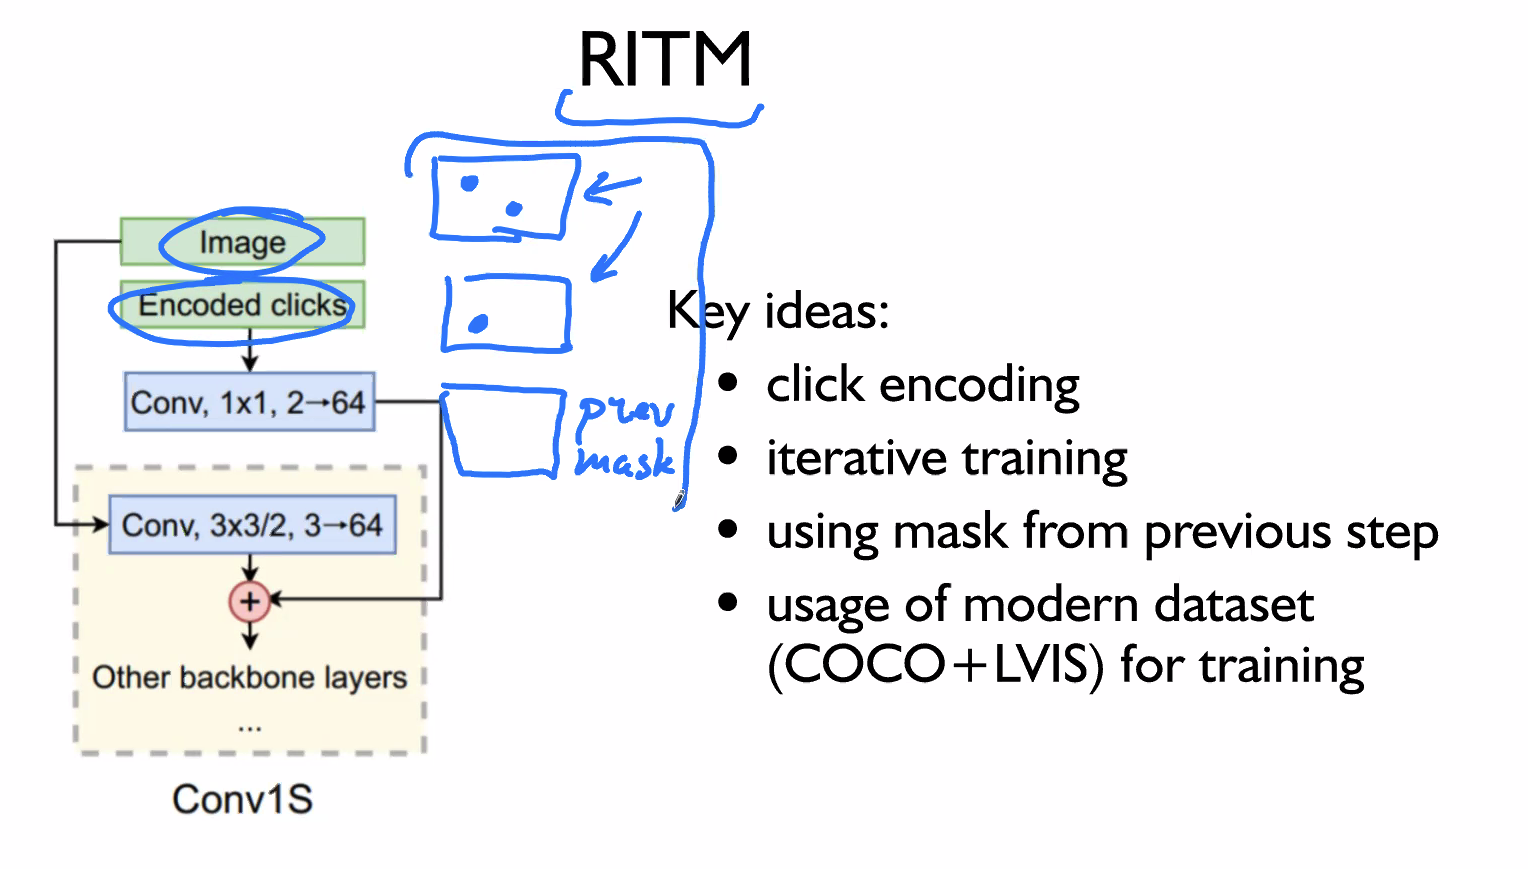 RITM
Image
Encoded clicks
Conv, 1x1, 2→64
Conv, 3x3/2, 3→64
+
Other backbone layers
...
Conv1S
prev
mask
Key ideas:
• click encoding
• iterative training
• using mask from previous step
• usage of modern dataset
(COCO+LVIS) for training